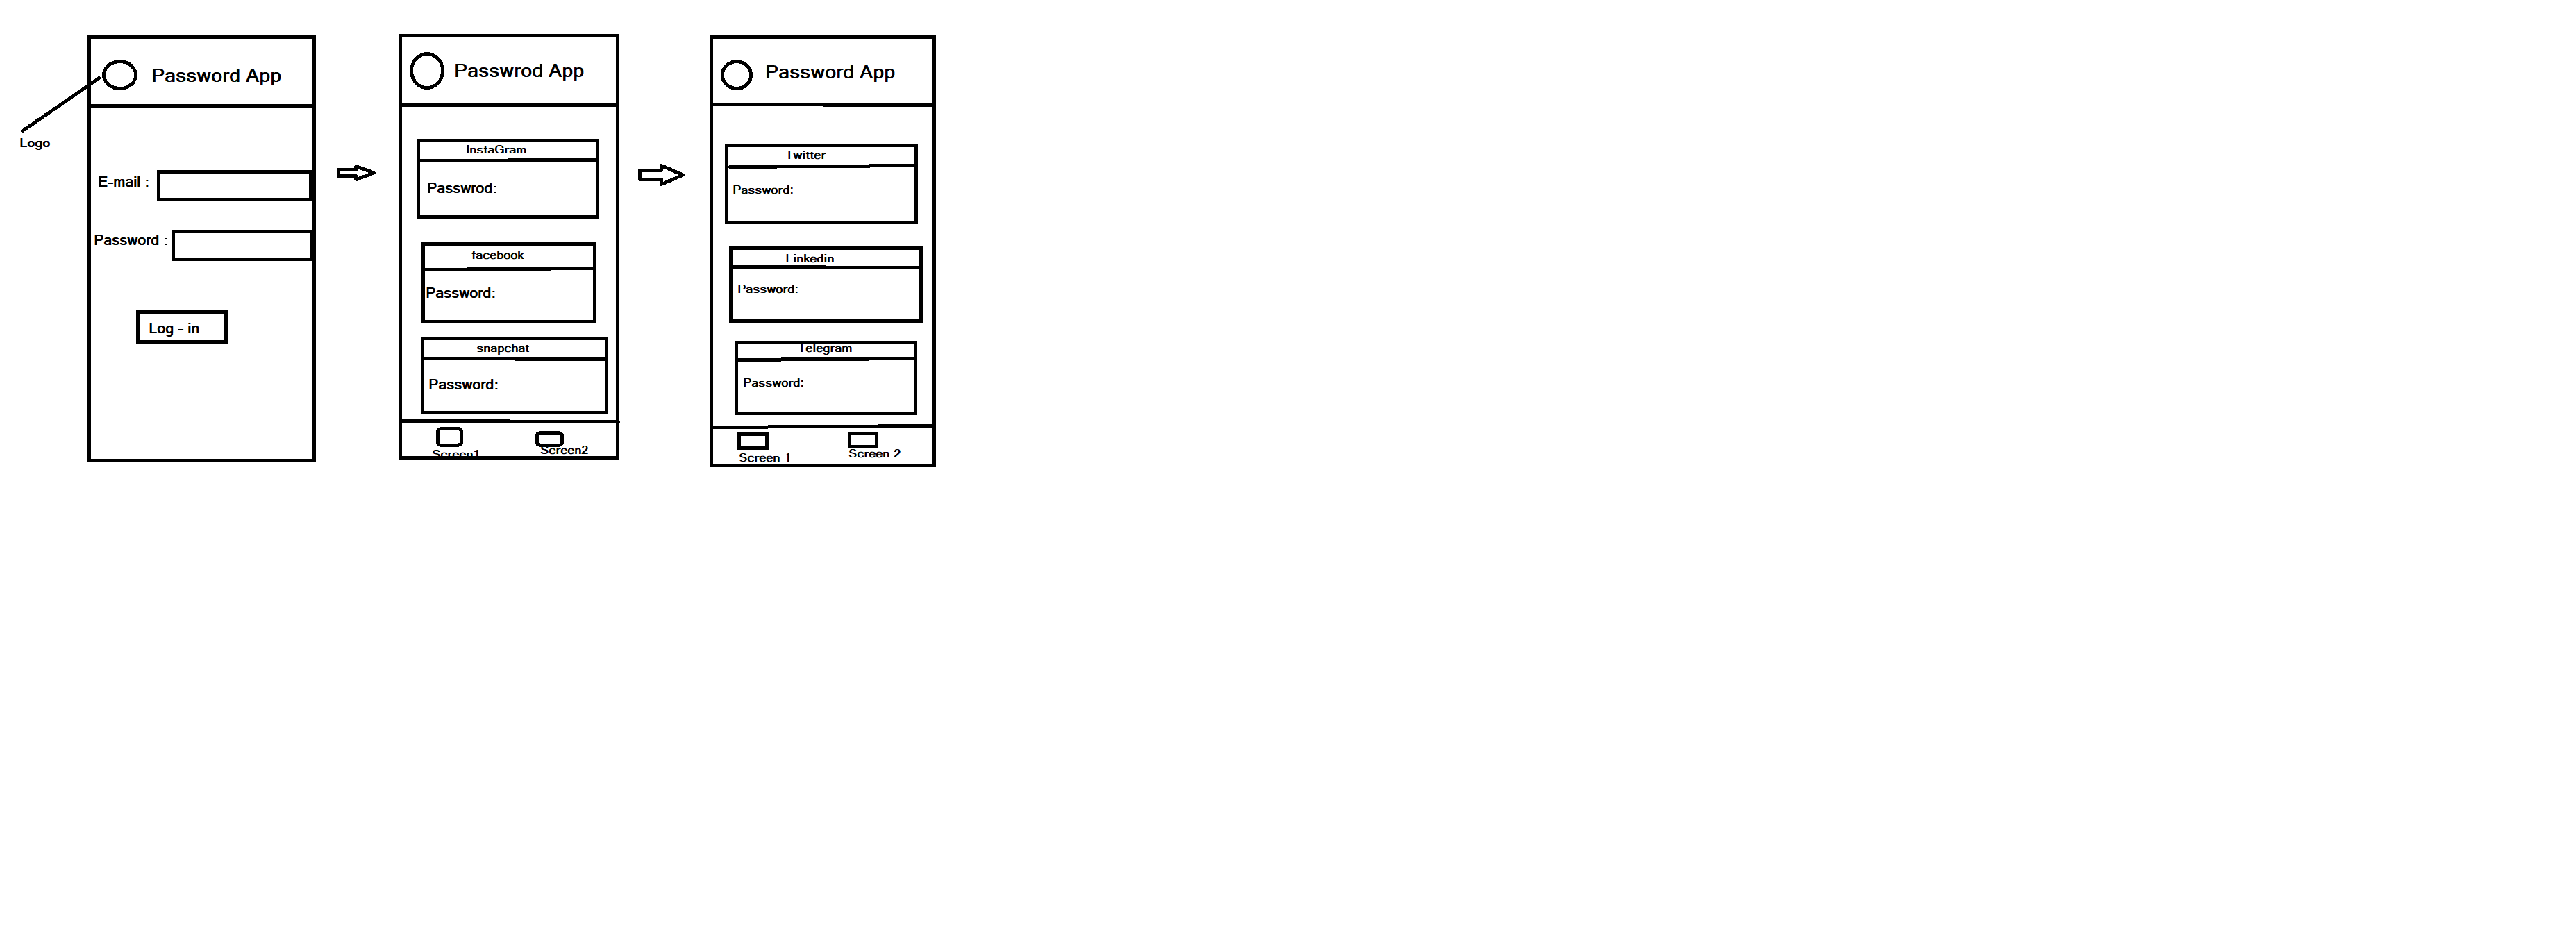 Password App
Logo
E-mail :
Password :
Log - in
Passwrod App
InstaGram
Passwrod:
facebook
Password:
snapchat
Password:
Screen1
Screen2
Password App
Twitter
Password:
Linkedin
Password:
Telegram
Password:
Screen 1
Screen 2